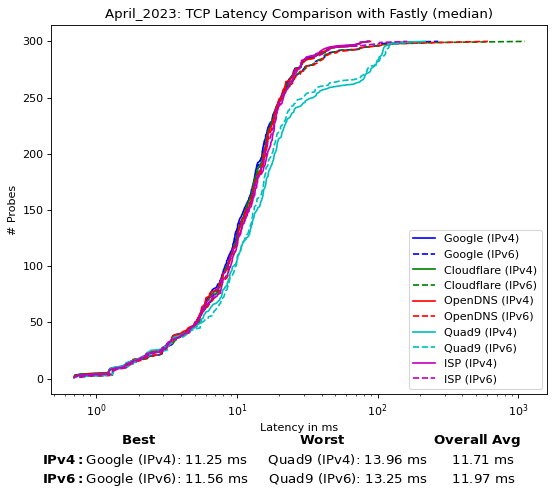 April_2023: TCP Latency Comparison with Fastly (median)
300
250
200
150
100
50
0
# Probes
Google (IPv4)
Google (IPv6)
Cloudflare (IPv4)
Cloudflare (IPv6)
OpenDNS (IPv4)
OpenDNS (IPv6)
Quad9 (IPv4)
Quad9 (IPv6)
ISP (IPv4)
ISP (IPv6)
10⁰ 10¹ 10² 10³
Latency in ms
Best Worst Overall Avg
IPv4: Google (IPv4): 11.25 ms Quad9 (IPv4): 13.96 ms 11.71 ms
IPv6: Google (IPv6): 11.56 ms Quad9 (IPv6): 13.25 ms 11.97 ms